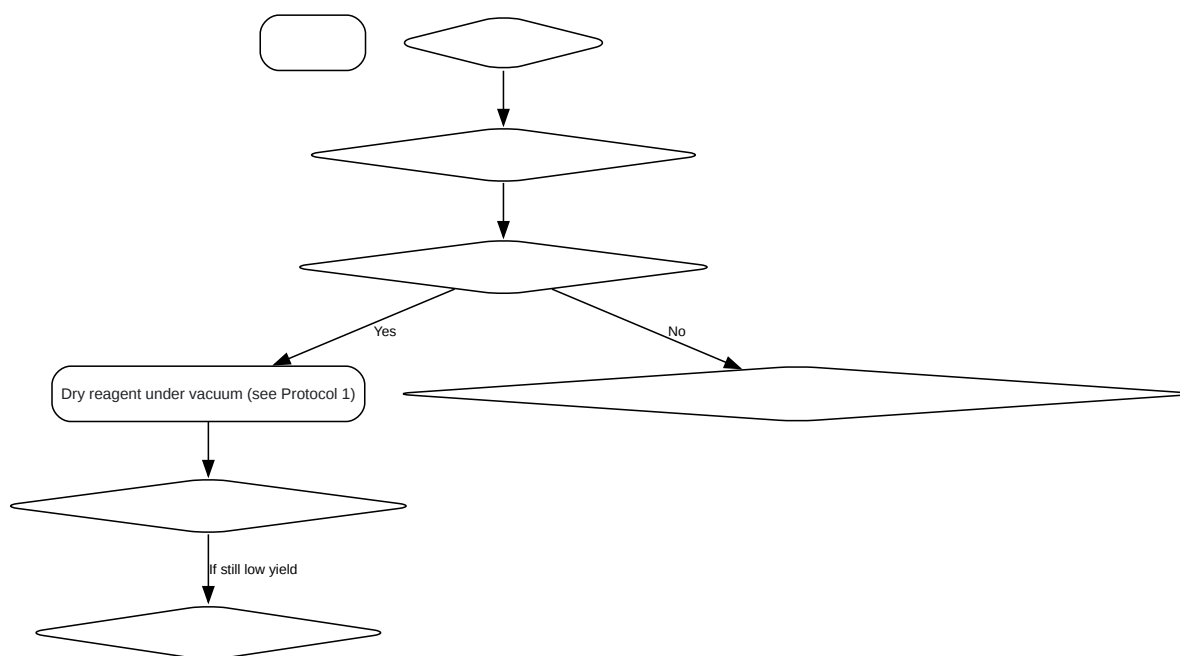 Yes
No
Dry reagent under vacuum (see Protocol 1)
If still low yield